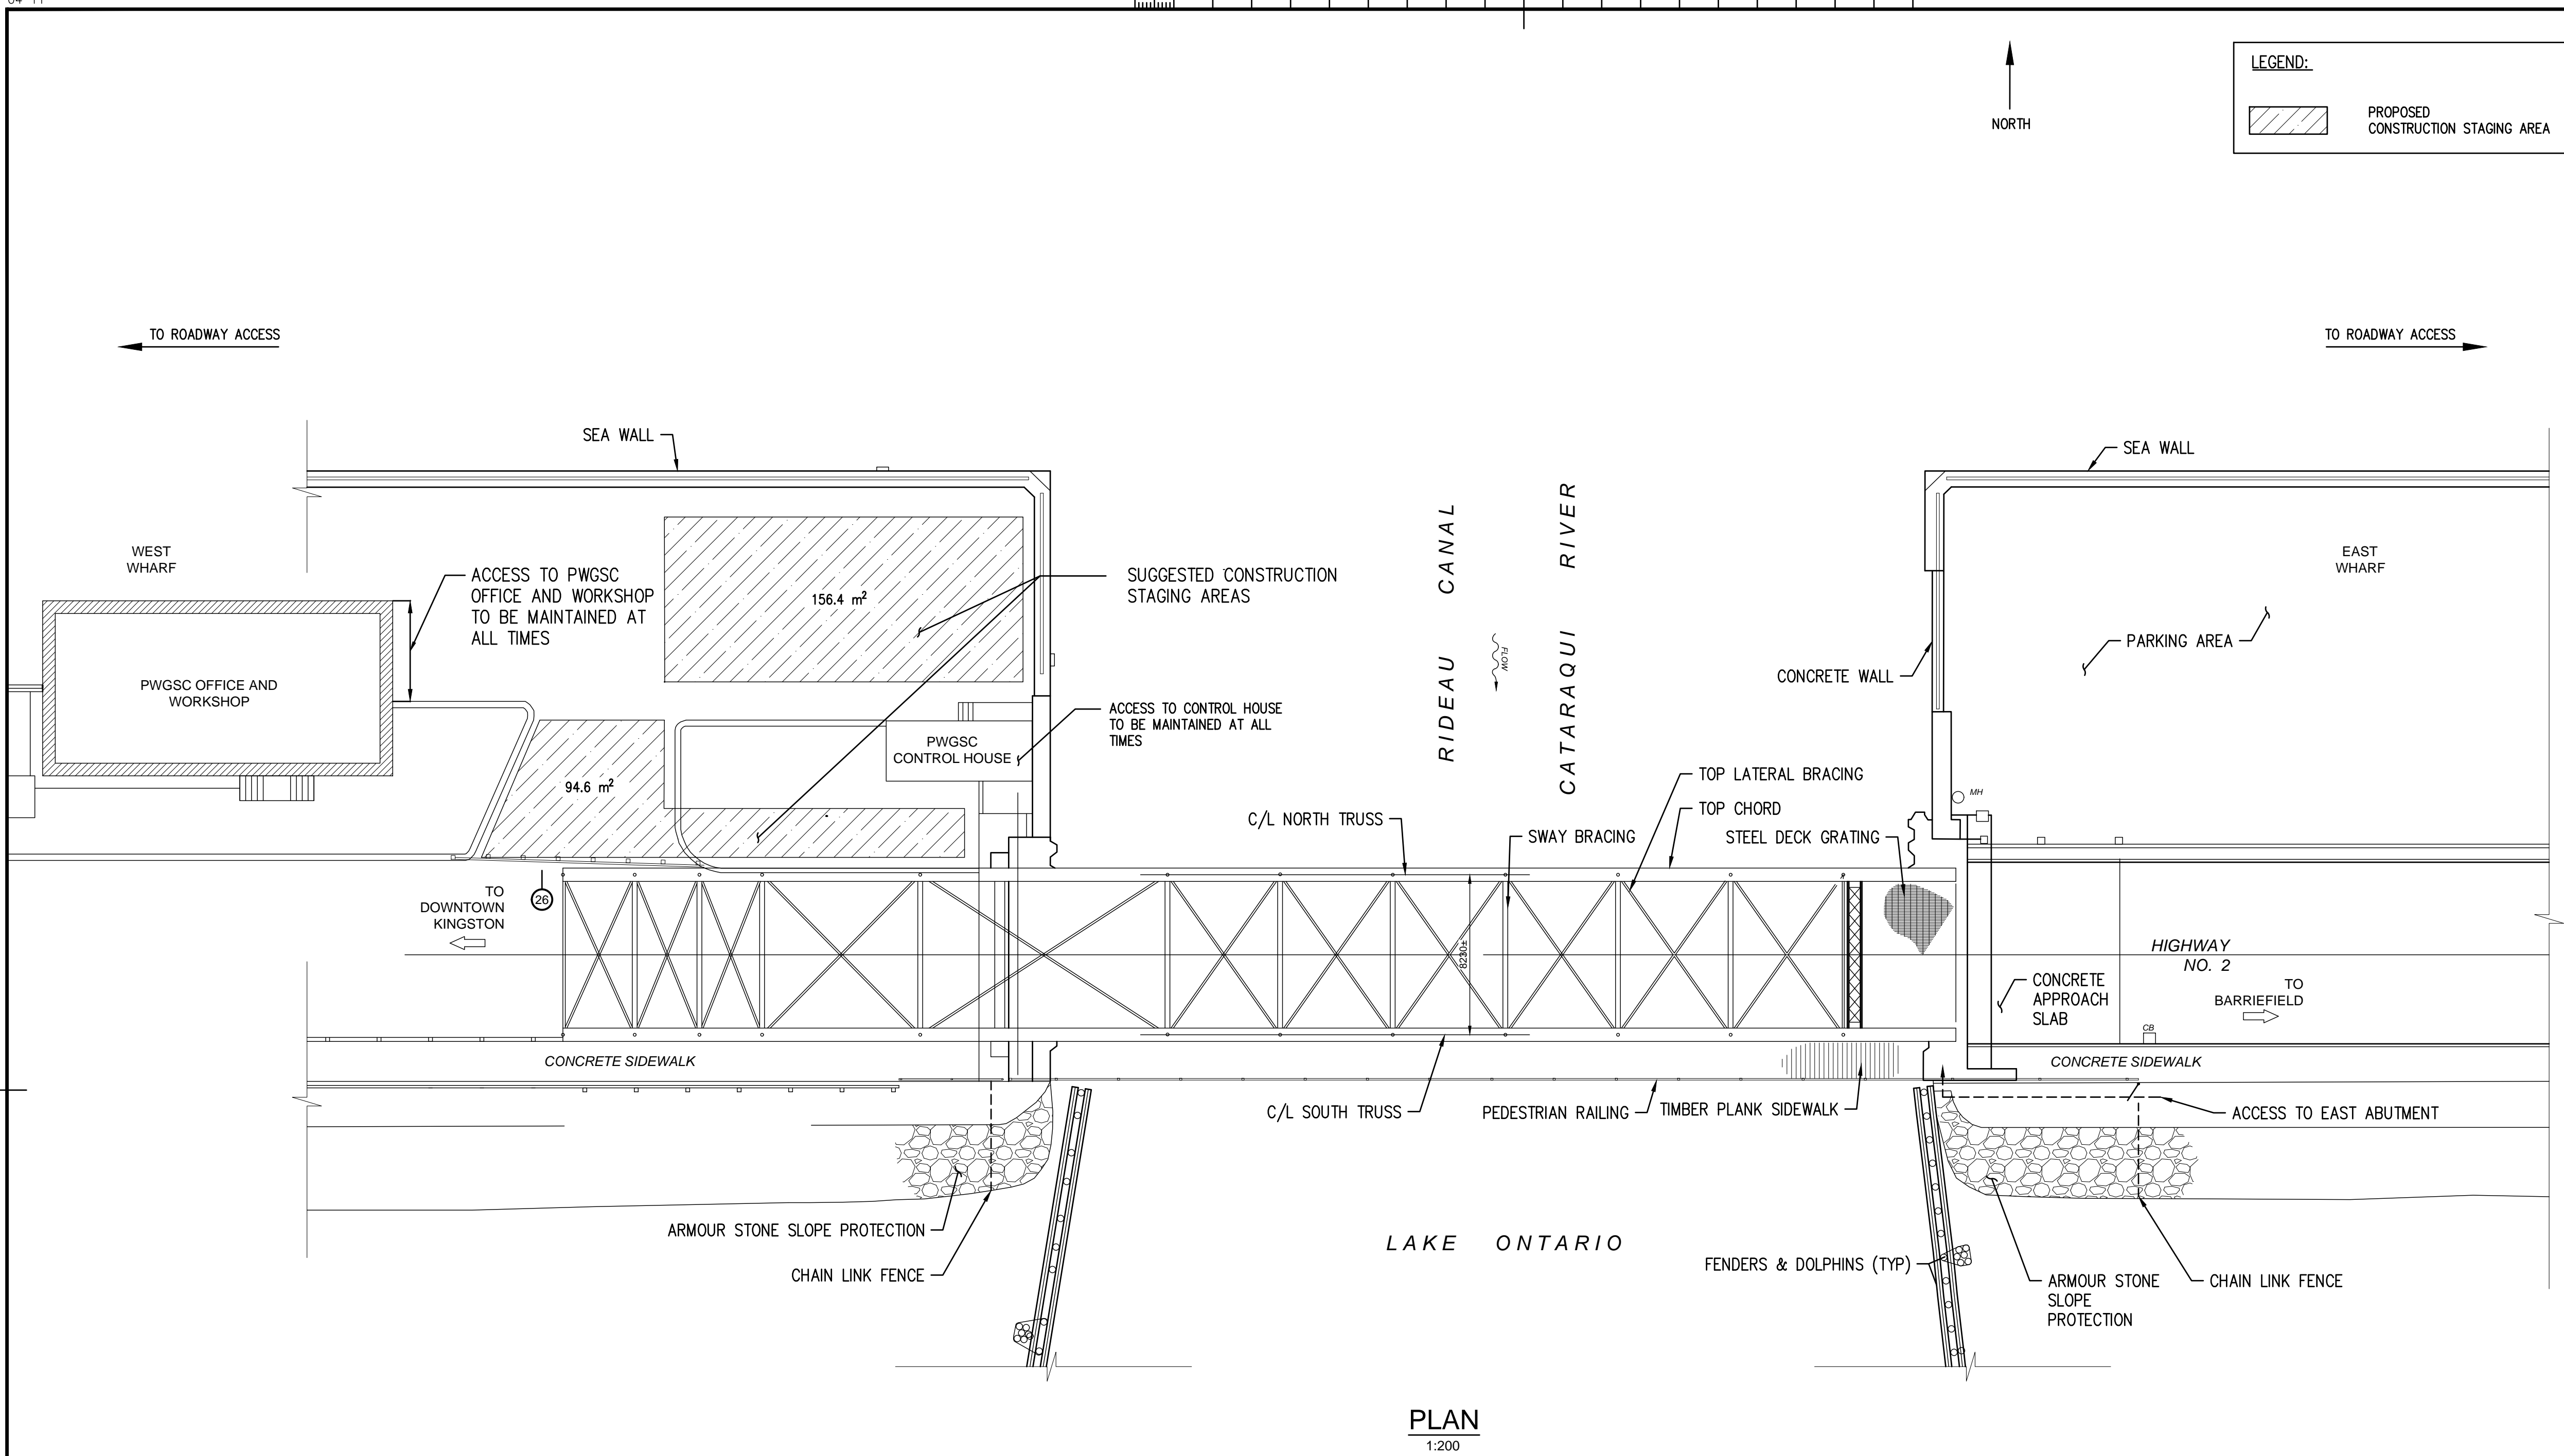 NORTH
LEGEND:
PROPOSED
CONSTRUCTION STAGING AREA
TO ROADWAY ACCESS
TO ROADWAY ACCESS
SEA WALL
SEA WALL
WEST
WHARF
ACCESS TO PWGSC
OFFICE AND WORKSHOP
TO BE MAINTAINED AT
ALL TIMES
156.4 m²
SUGGESTED CONSTRUCTION
STAGING AREAS
RIDEAU CANAL
CATARAQUI RIVER
FLOW
EAST
WHARF
PARKING AREA
CONCRETE WALL
PWGSC OFFICE AND
WORKSHOP
94.6 m²
PWGSC
CONTROL HOUSE
ACCESS TO CONTROL HOUSE
TO BE MAINTAINED AT ALL
TIMES
TOP LATERAL BRACING
TOP CHORD
C/L NORTH TRUSS
SWAY BRACING
STEEL DECK GRATING
MH
TO
DOWNTOWN
KINGSTON
26
8230±
HIGHWAY
NO. 2
TO
BARRIEFIELD
CONCRETE
APPROACH
SLAB
CB
CONCRETE SIDEWALK
CONCRETE SIDEWALK
C/L SOUTH TRUSS
PEDESTRIAN RAILING
TIMBER PLANK SIDEWALK
ACCESS TO EAST ABUTMENT
ARMOUR STONE SLOPE PROTECTION
CHAIN LINK FENCE
LAKE ONTARIO
FENDERS & DOLPHINS (TYP)
ARMOUR STONE
SLOPE
PROTECTION
CHAIN LINK FENCE
PLAN
1:200